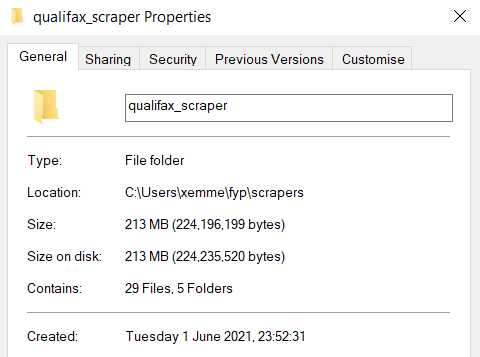 qualifax_scraper Properties
General Sharing Security Previous Versions Customise
qualifax_scraper
Type: File folder
Location: C:\Users\xemme\fyp\scrapers
Size: 213 MB (224,196,199 bytes)
Size on disk: 213 MB (224,235,520 bytes)
Contains: 29 Files, 5 Folders
Created: Tuesday 1 June 2021, 23:52:31